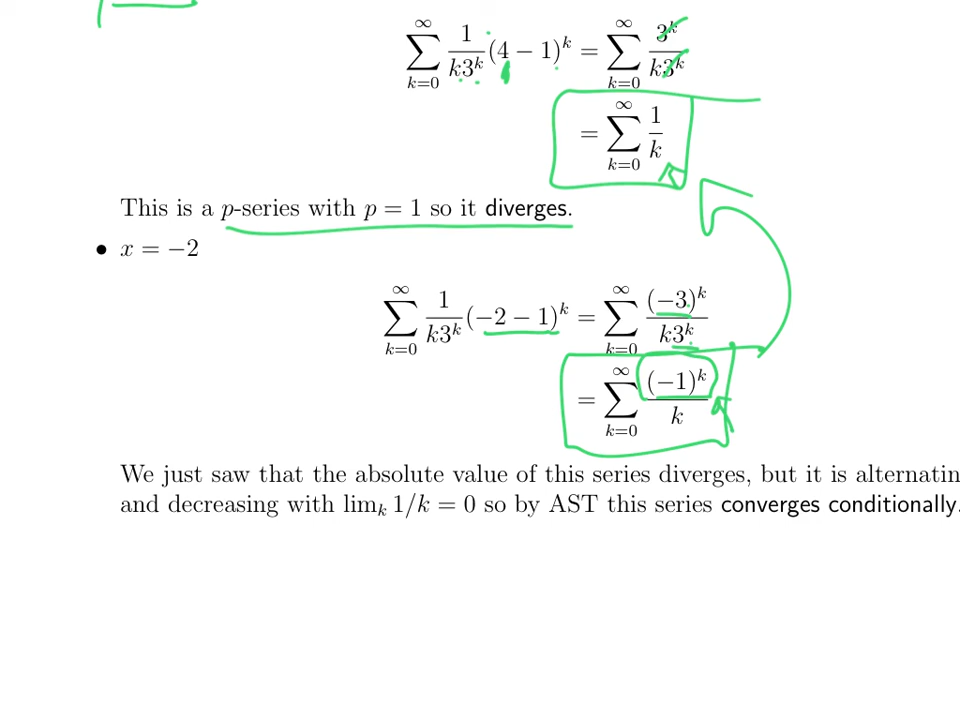 ∞ ∑ k=0 1/(k3^k) (4 − 1)^k = ∞ ∑ k=0 3^k/(k3^k)
= ∞ ∑ k=0 1/k
This is a p-series with p = 1 so it diverges.
• x = −2
∞ ∑ k=0 1/(k3^k) (−2 − 1)^k = ∞ ∑ k=0 (−3)^k/(k3^k)
= ∞ ∑ k=0 (−1)^k/k
We just saw that the absolute value of this series diverges, but it is alternatin
and decreasing with lim_k 1/k = 0 so by AST this series converges conditionally.